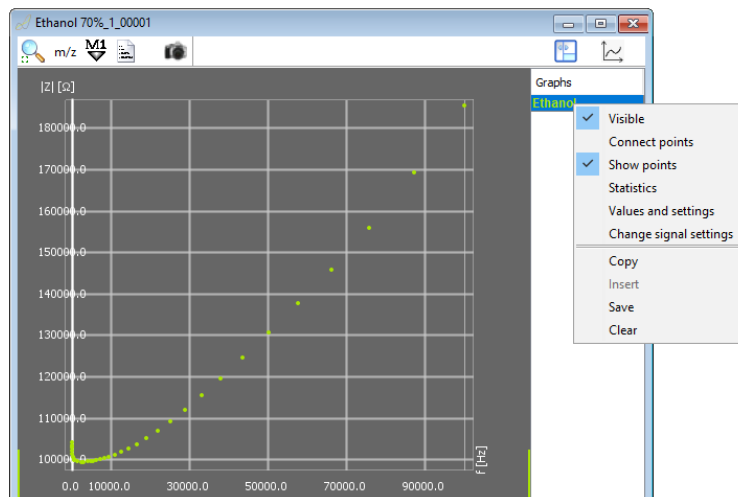 Ethanol 70%_1_00001
m/z
M1
|Z| [Ω]
180000.0
170000.0
160000.0
150000.0
140000.0
130000.0
120000.0
110000.0
100000.0
0.0 10000.0 30000.0 50000.0 70000.0 90000.0
f [Hz]
Graphs
Ethanol
Visible
Connect points
Show points
Statistics
Values and settings
Change signal settings
Copy
Insert
Save
Clear